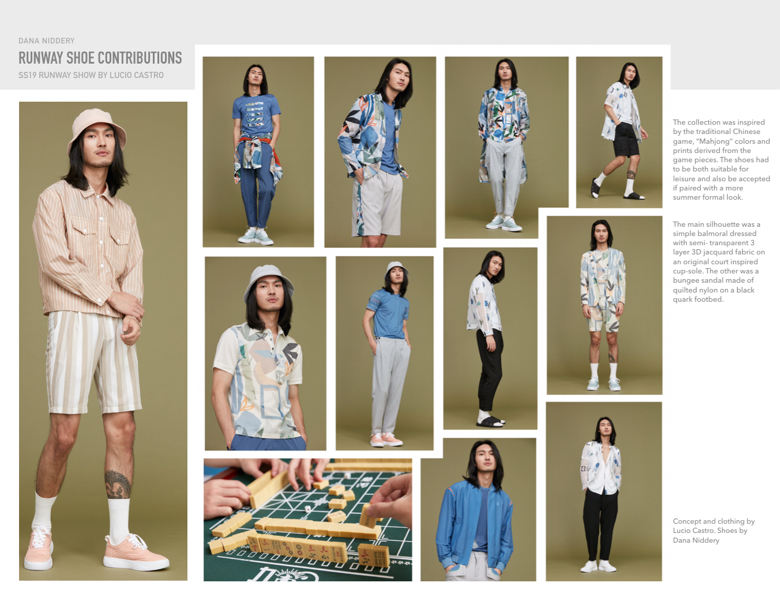 DANA NIDDERY
RUNWAY SHOE CONTRIBUTIONS
SS19 RUNWAY SHOW BY LUCIO CASTRO
The collection was inspired
by the traditional Chinese
game, “Mahjong” colors and
prints derived from the
game pieces. The shoes had
to be both suitable for
leisure and also be accepted
if paired with a more
summer formal look.
The main silhouette was a
simple balmoral dressed
with semi- transparent 3
layer 3D jacquard fabric on
an original court inspired
cup-sole. The other was a
bungee sandal made of
quilted nylon on a black
quark footbed.
Concept and clothing by
Lucio Castro, Shoes by
Dana Niddery